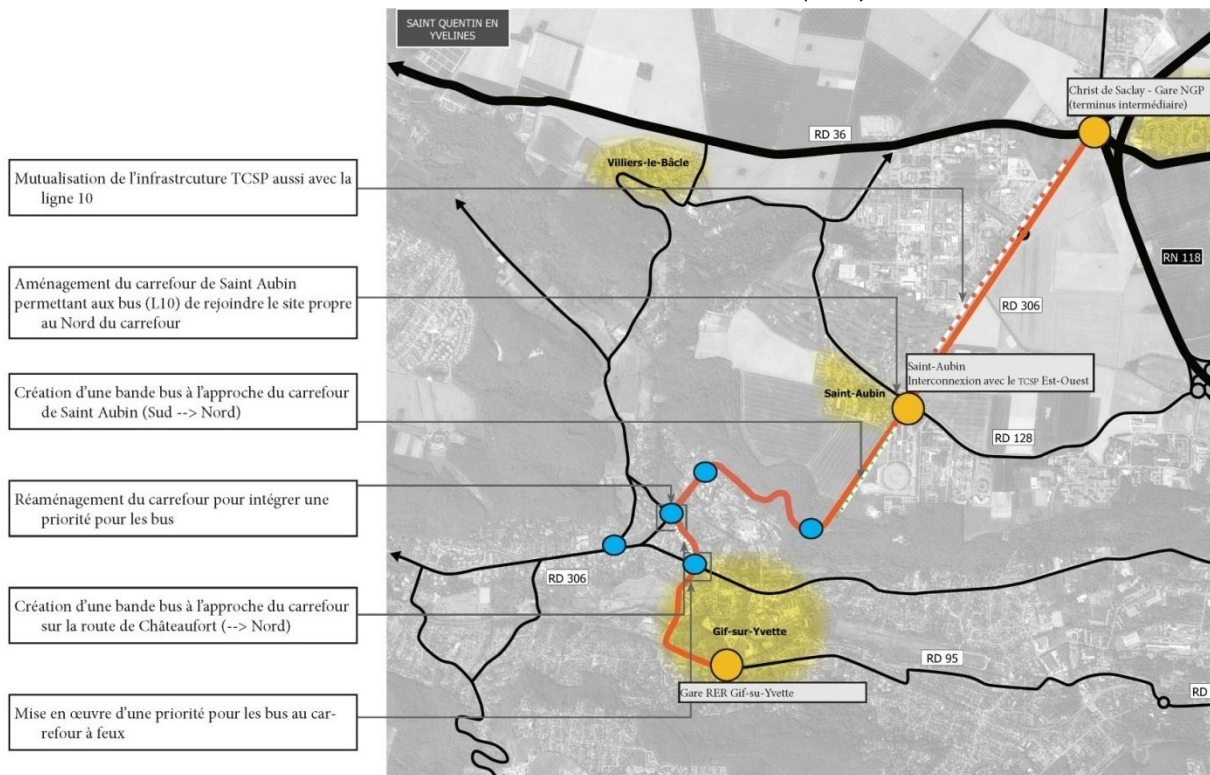 SAINT QUENTIN EN
YVELINES
Christ de Saclay - Gare NGP
(terminus intermédiaire)
RD 36
Villiers-le-Bâcle
Mutualisation de l'infrastrcuture TCSP aussi avec la
ligne 10
RN 118
Aménagement du carrefour de Saint Aubin
permettant aux bus (L10) de rejoindre le site propre
au Nord du carrefour
RD 306
Saint-Aubin
Interconnexion avec le TCSP Est-Ouest
Saint-Aubin
Création d'une bande bus à l'approche du carrefour
de Saint Aubin (Sud --> Nord)
RD 128
Réaménagement du carrefour pour intégrer une
priorité pour les bus
RD 306
Création d'une bande bus à l'approche du carrefour
sur la route de Châteaufort (--> Nord)
Gif-sur-Yvette
RD 95
Gare RER Gif-su-Yvette
RD
Mise en œuvre d'une priorité pour les bus au car-
refour à feux